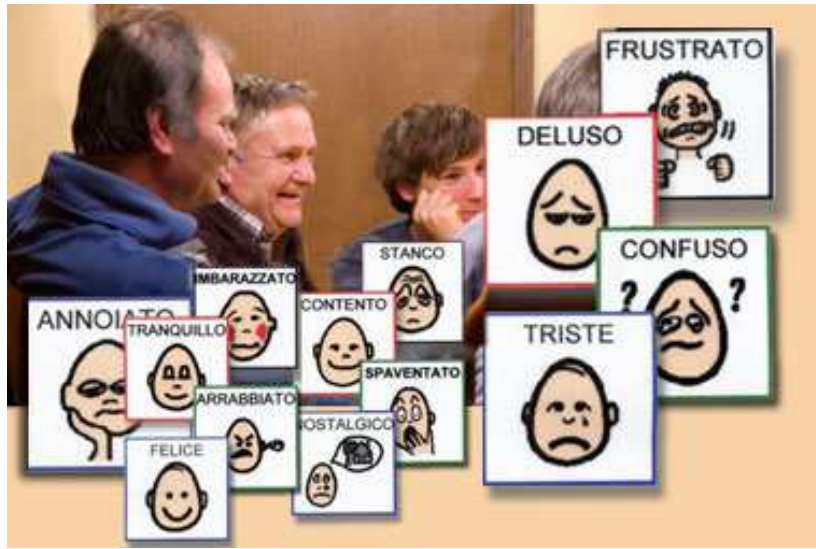 FRUSTRATO
DELUSO
CONFUSO
? ?
STANCO
IMBARAZZATO
CONTENTO
ANNOIATO
TRANQUILLO
TRISTE
SPAVENTATO
ARRABBIATO
NOSTALGICO
FELICE